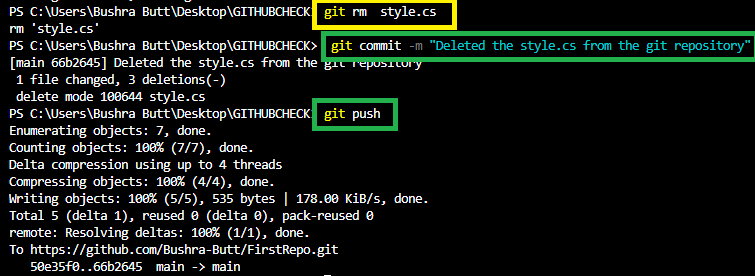 PS C:\Users\Bushra Butt\Desktop\GITHUBCHECK> git rm  style.cs
rm 'style.cs'
PS C:\Users\Bushra Butt\Desktop\GITHUBCHECK> git commit -m "Deleted the style.cs from the git repository"
[main 66b2645] Deleted the style.cs from the git repository
 1 file changed, 3 deletions(-)
 delete mode 100644 style.cs
PS C:\Users\Bushra Butt\Desktop\GITHUBCHECK> git push
Enumerating objects: 7, done.
Counting objects: 100% (7/7), done.
Delta compression using up to 4 threads
Compressing objects: 100% (4/4), done.
Writing objects: 100% (5/5), 535 bytes | 178.00 KiB/s, done.
Total 5 (delta 1), reused 0 (delta 0), pack-reused 0
remote: Resolving deltas: 100% (1/1), done.
To https://github.com/Bushra-Butt/FirstRepo.git
   50e35f0..66b2645  main -> main